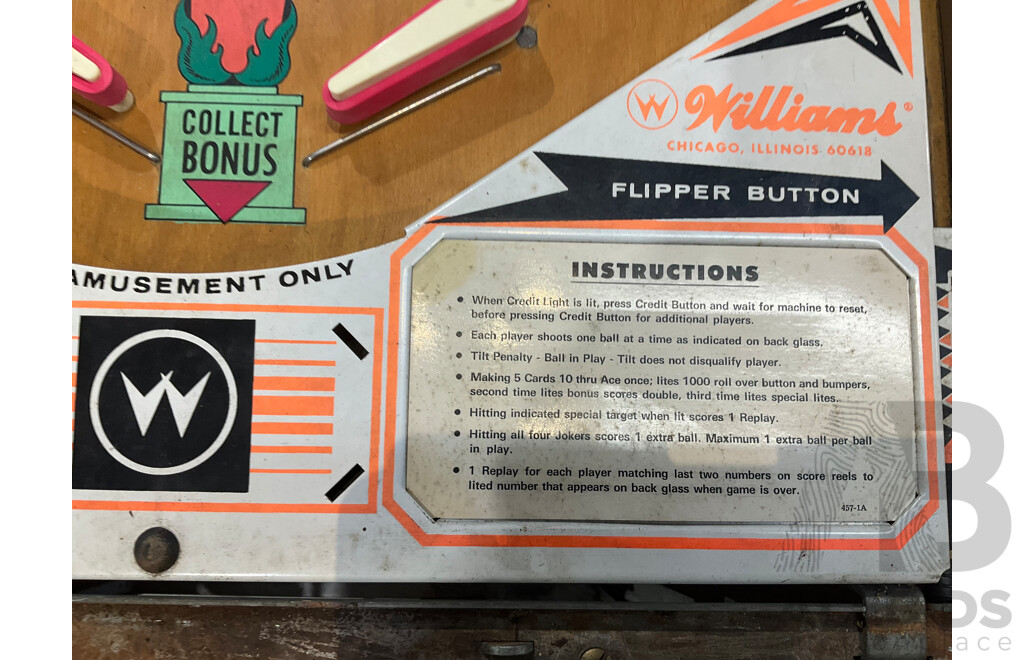 COLLECT
BONUS
Williams®
CHICAGO, ILLINOIS 60618
FLIPPER BUTTON
AMUSEMENT ONLY
INSTRUCTIONS
• When Credit Light is lit, press Credit Button and wait for machine to reset,
before pressing Credit Button for additional players.
• Each player shoots one ball at a time as indicated on back glass.
• Tilt Penalty - Ball in Play - Tilt does not disqualify player.
• Making 5 Cards 10 thru Ace once; lites 1000 roll over button and bumpers,
second time lites bonus scores double, third time lites special lites.
• Hitting indicated special target when lit scores 1 Replay.
• Hitting all four Jokers scores 1 extra ball. Maximum 1 extra ball per ball
in play.
• 1 Replay for each player matching last two numbers on score reels to
lited number that appears on back glass when game is over.
457-1A